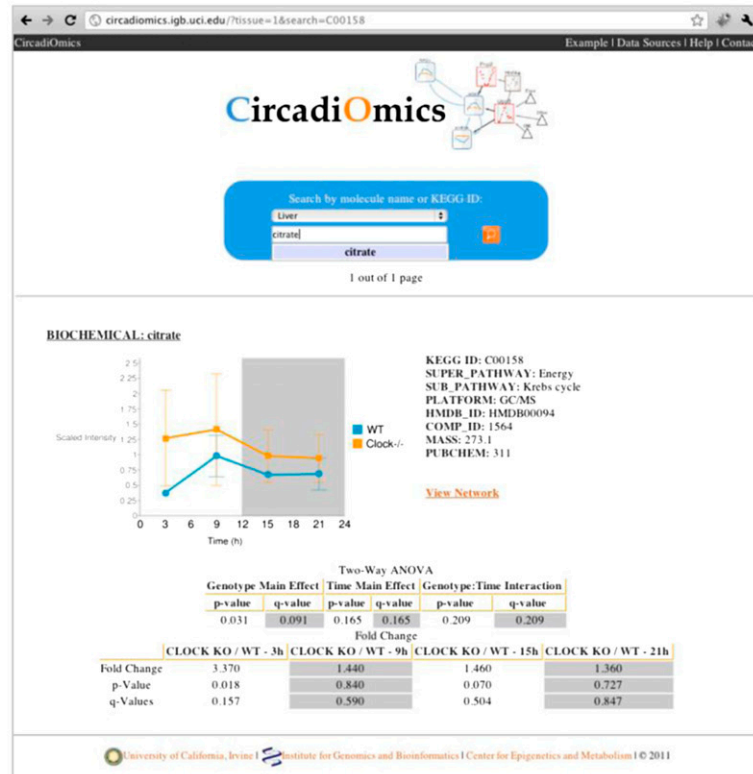 circadiomics.igb.uci.edu/?tissue=1&search=C00158
CircadiOmics Example | Data Sources | Help | Contac
CircadiOmics
Search by molecule name or KEGG ID:
Liver
citrate
citrate
1 out of 1 page
BIOCHEMICAL: citrate
KEGG ID: C00158
SUPER_PATHWAY: Energy
SUB_PATHWAY: Krebs cycle
PLATFORM: GC/MS
HMDB_ID: HMDB00094
COMP_ID: 1564
MASS: 273.1
PUBCHEM: 311
View Network
2.5
2.25
2
1.75
1.5
Scaled Intensity 1.25
1
0.75
0.5
0.25
0
0 3 6 9 12 15 18 21 24
Time (h)
WT
Clock-/-
Two-Way ANOVA
Genotype Main Effect Time Main Effect Genotype:Time Interaction
p-value q-value p-value q-value p-value q-value
0.031 0.091 0.165 0.165 0.209 0.209
Fold Change
CLOCK KO / WT - 3h CLOCK KO / WT - 9h CLOCK KO / WT - 15h CLOCK KO / WT - 21h
Fold Change 3.370 1.440 1.460 1.360
p-Value 0.018 0.840 0.070 0.727
q-Values 0.157 0.590 0.504 0.847
University of California, Irvine | Institute for Genomics and Bioinformatics | Center for Epigenetics and Metabolism | © 2011